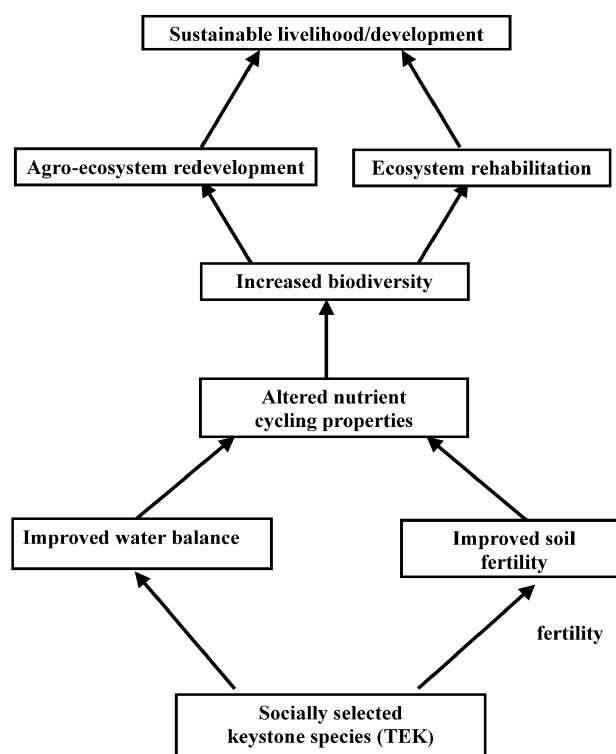 Sustainable livelihood/development
Agro-ecosystem redevelopment
Ecosystem rehabilitation
Increased biodiversity
Altered nutrient
cycling properties
Improved water balance
Improved soil
fertility
fertility
Socially selected
keystone species (TEK)